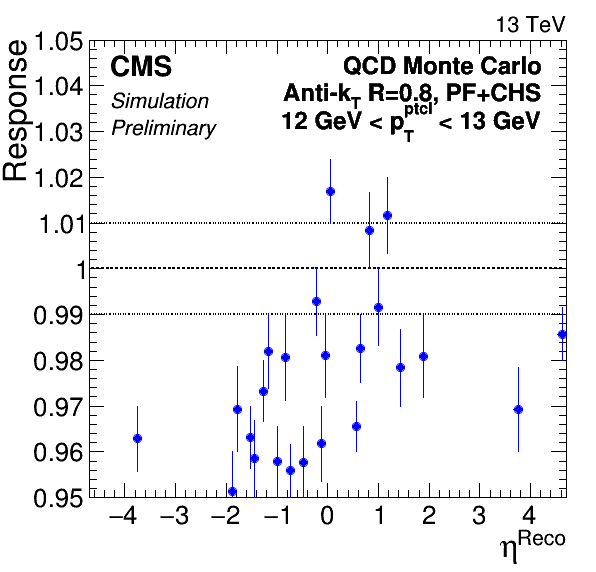 13 TeV
Response
1.05
1.04
1.03
1.02
1.01
1
0.99
0.98
0.97
0.96
0.95
CMS
Simulation
Preliminary
QCD Monte Carlo
Anti-k_T R=0.8, PF+CHS
12 GeV < p_T^ptcl < 13 GeV
−4 −3 −2 −1 0 1 2 3 4
η^Reco